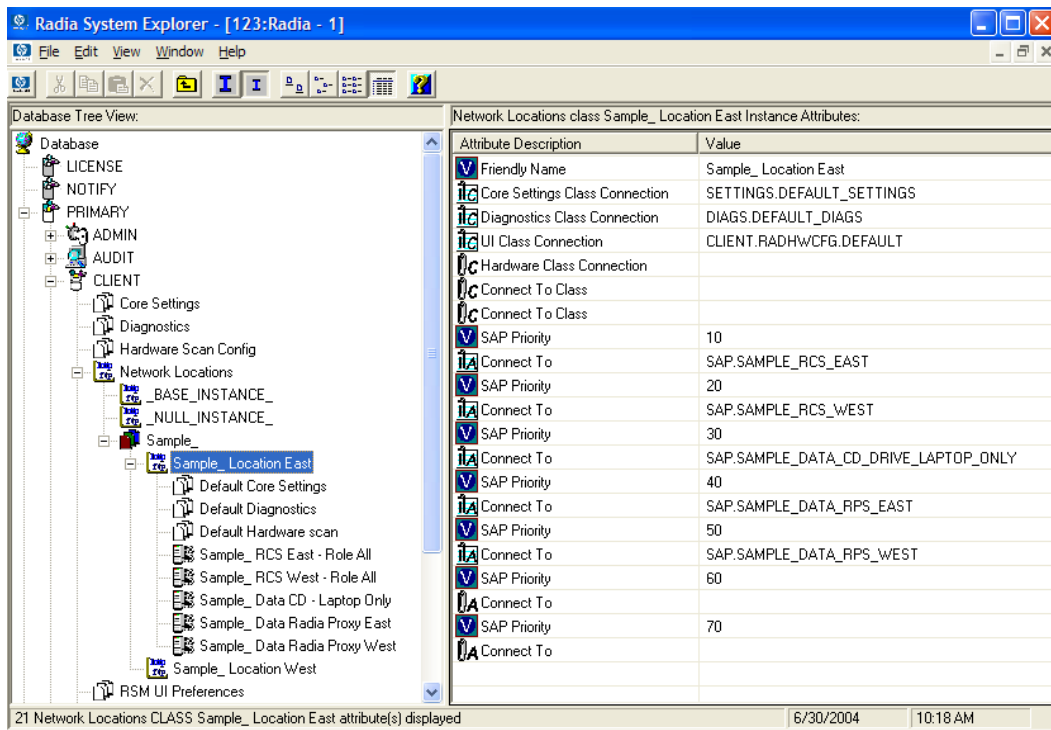 Radia System Explorer - [123:Radia - 1]
File Edit View Window Help
Database Tree View:
Database
LICENSE
NOTIFY
PRIMARY
ADMIN
AUDIT
CLIENT
Core Settings
Diagnostics
Hardware Scan Config
Network Locations
_BASE_INSTANCE_
_NULL_INSTANCE_
Sample_
Sample_ Location East
Default Core Settings
Default Diagnostics
Default Hardware scan
Sample_ RCS East - Role All
Sample_ RCS West - Role All
Sample_ Data CD - Laptop Only
Sample_ Data Radia Proxy East
Sample_ Data Radia Proxy West
Sample_ Location West
RSM UI Preferences
Network Locations class Sample_ Location East Instance Attributes:
Attribute Description Value
Friendly Name Sample_ Location East
Core Settings Class Connection SETTINGS.DEFAULT_SETTINGS
Diagnostics Class Connection DIAGS.DEFAULT_DIAGS
UI Class Connection CLIENT.RADHWCFG.DEFAULT
Hardware Class Connection
Connect To Class
Connect To Class
SAP Priority 10
Connect To SAP.SAMPLE_RCS_EAST
SAP Priority 20
Connect To SAP.SAMPLE_RCS_WEST
SAP Priority 30
Connect To SAP.SAMPLE_DATA_CD_DRIVE_LAPTOP_ONLY
SAP Priority 40
Connect To SAP.SAMPLE_DATA_RPS_EAST
SAP Priority 50
Connect To SAP.SAMPLE_DATA_RPS_WEST
SAP Priority 60
Connect To
SAP Priority 70
Connect To
21 Network Locations CLASS Sample_ Location East attribute(s) displayed 6/30/2004 10:18 AM